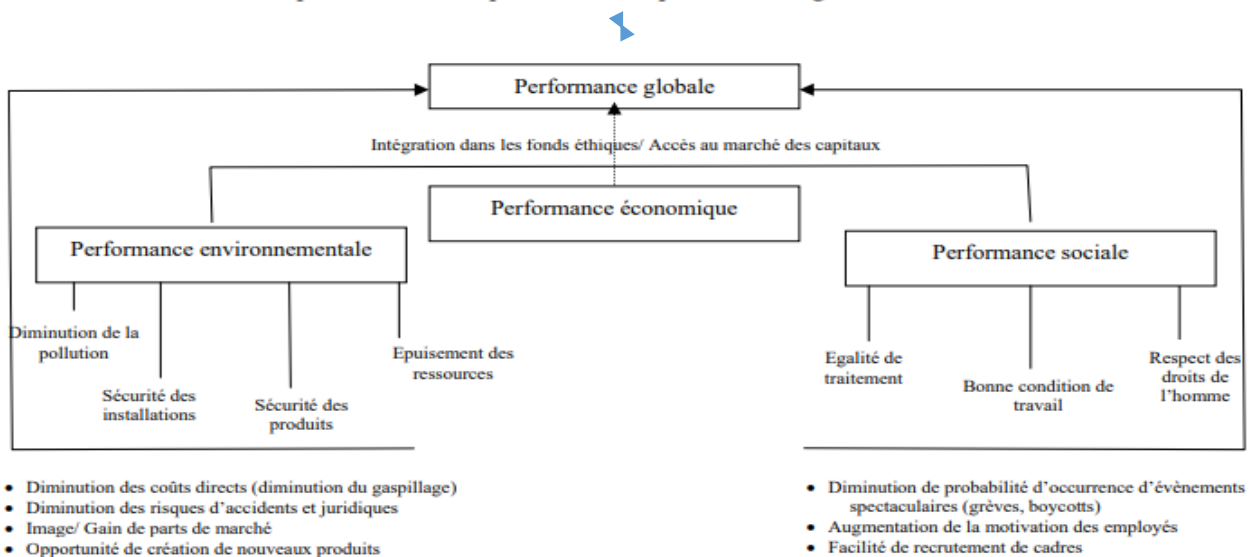 Performance globale
Intégration dans les fonds éthiques/ Accès au marché des capitaux
Performance économique
Performance environnementale
Performance sociale
Diminution de la
pollution
Sécurité des
installations
Sécurité des
produits
Epuisement des
ressources
Egalité de
traitement
Bonne condition de
travail
Respect des
droits de
l'homme
• Diminution des coûts directs (diminution du gaspillage)
• Diminution des risques d'accidents et juridiques
• Image/ Gain de parts de marché
• Opportunité de création de nouveaux produits
• Diminution de probabilité d'occurrence d'évènements
spectaculaires (grèves, boycotts)
• Augmentation de la motivation des employés
• Facilité de recrutement de cadres